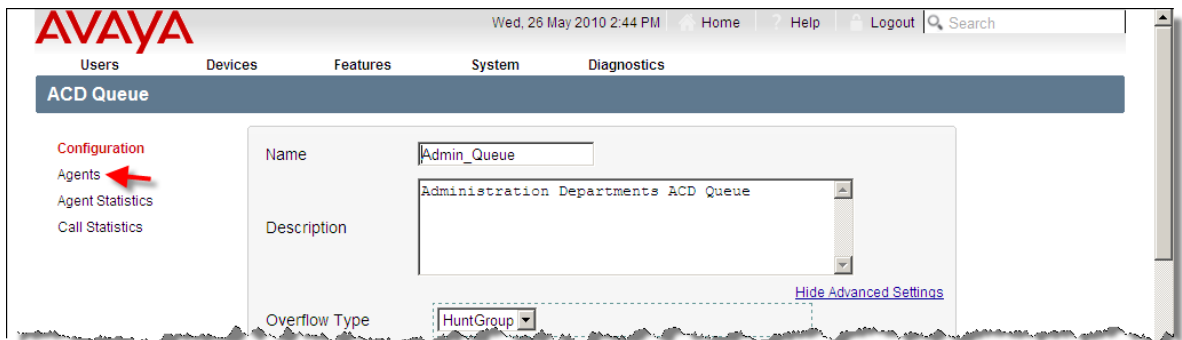 AVAYA
Wed, 26 May 2010 2:44 PM Home ? Help Logout Search
Users Devices Features System Diagnostics
ACD Queue
Configuration
Agents
Agent Statistics
Call Statistics
Name Admin_Queue
Description Administration Departments ACD Queue
Hide Advanced Settings
Overflow Type HuntGroup